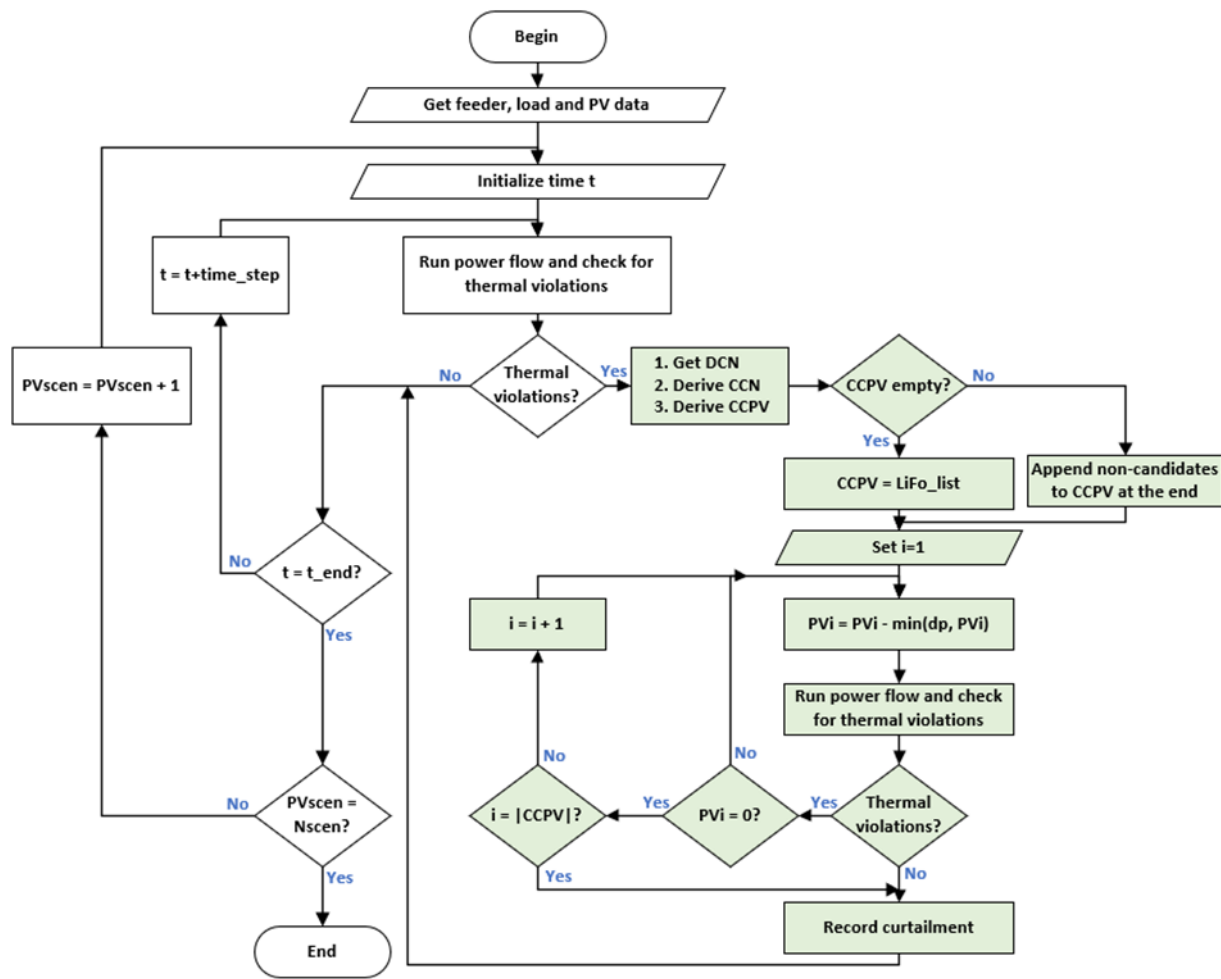 Begin
Get feeder, load and PV data
Initialize time t
t = t+time_step
Run power flow and check for
thermal violations
PVscen = PVscen + 1
No
Thermal
violations?
Yes
1. Get DCN
2. Derive CCN
3. Derive CCPV
CCPV empty?
No
Yes
CCPV = LiFo_list
Append non-candidates
to CCPV at the end
Set i=1
No
t = t_end?
Yes
i = i + 1
PVi = PVi - min(dp, PVi)
Run power flow and check
for thermal violations
No
PVscen =
Nscen?
Yes
No
i = |CCPV|?
Yes
Yes
No
PVi = 0?
Yes
Thermal
violations?
No
Record curtailment
End